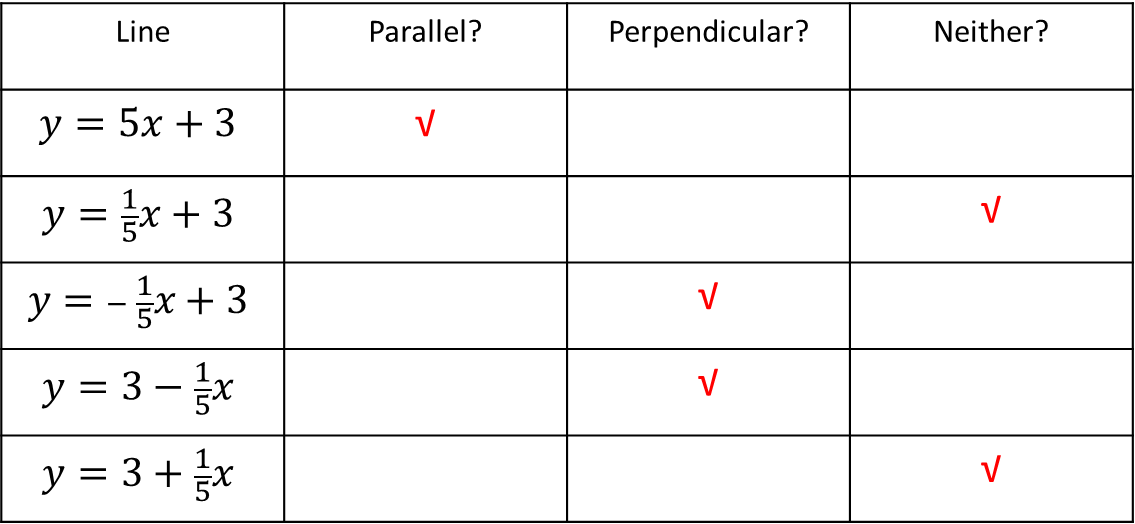 Line Parallel? Perpendicular? Neither?
y = 5x + 3 √
y = 1/5x + 3 √
y = – 1/5x + 3 √
y = 3 − 1/5x √
y = 3 + 1/5x √